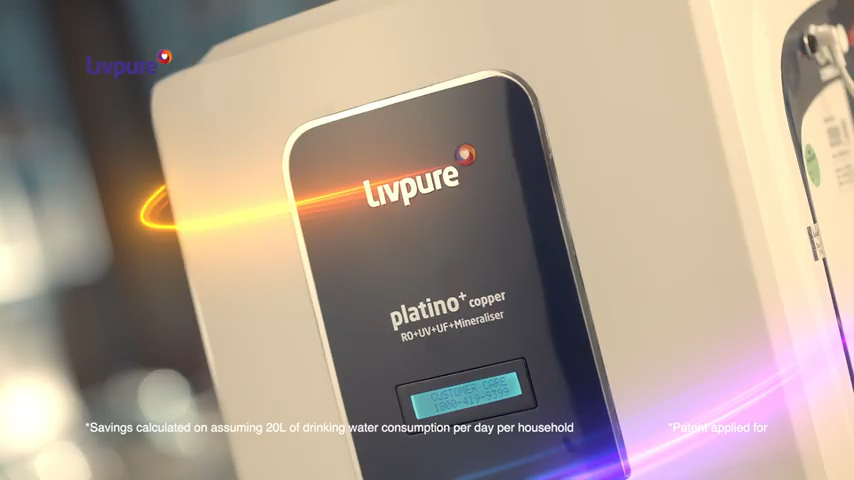 Livpure
Livpure
platino+ copper
RO+UV+UF+Mineraliser
CUSTOMER CARE
1800-419-9399
*Savings calculated on assuming 20L of drinking water consumption per day per household
*Patent applied for